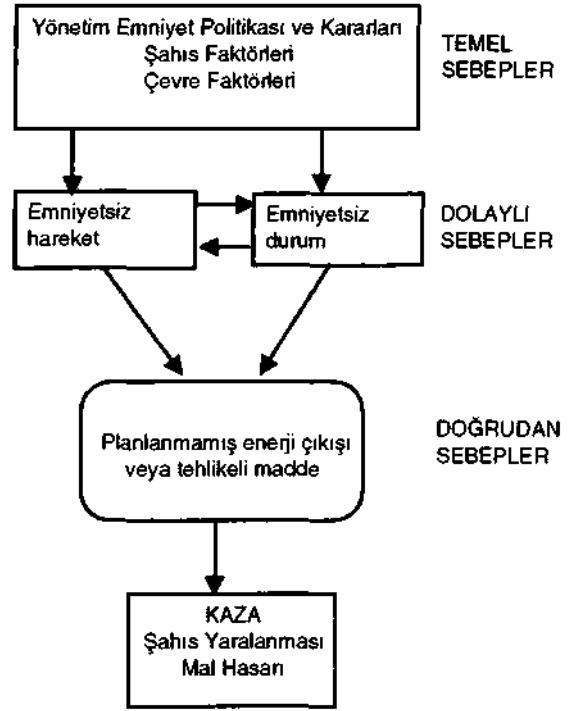 Yönetim Emniyet Politikası ve Kararları
Şahıs Faktörleri
Çevre Faktörleri
TEMEL
SEBEPLER
Emniyetsiz
hareket
Emniyetsiz
durum
DOLAYLI
SEBEPLER
Planlanmamış enerji çıkışı
veya tehlikeli madde
DOĞRUDAN
SEBEPLER
KAZA
Şahıs Yaralanması
Mal Hasarı